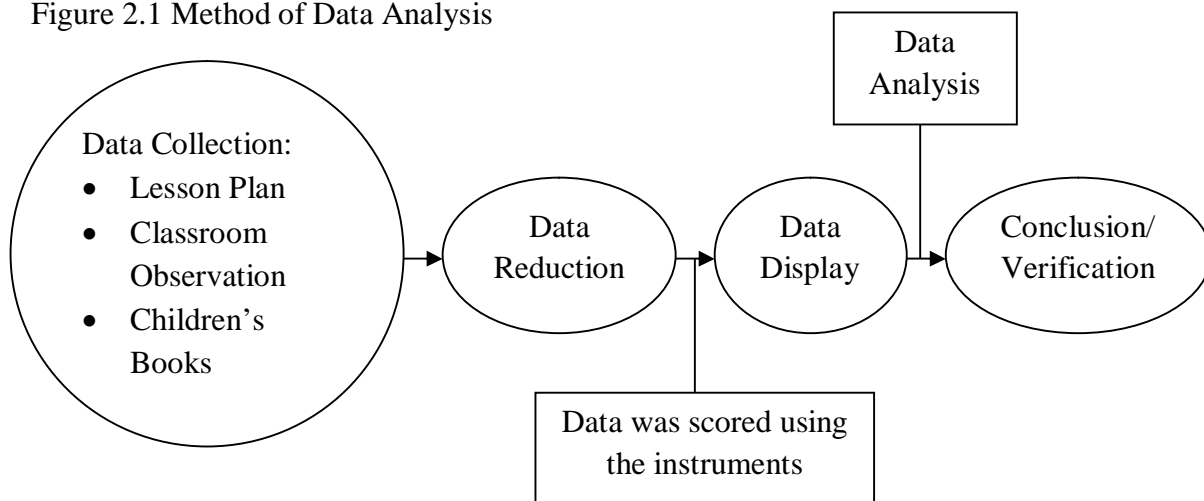 Figure 2.1 Method of Data Analysis
Data
Analysis
Data Collection:
• Lesson Plan
• Classroom
Observation
• Children’s
Books
Data
Reduction
Data
Display
Conclusion/
Verification
Data was scored using
the instruments